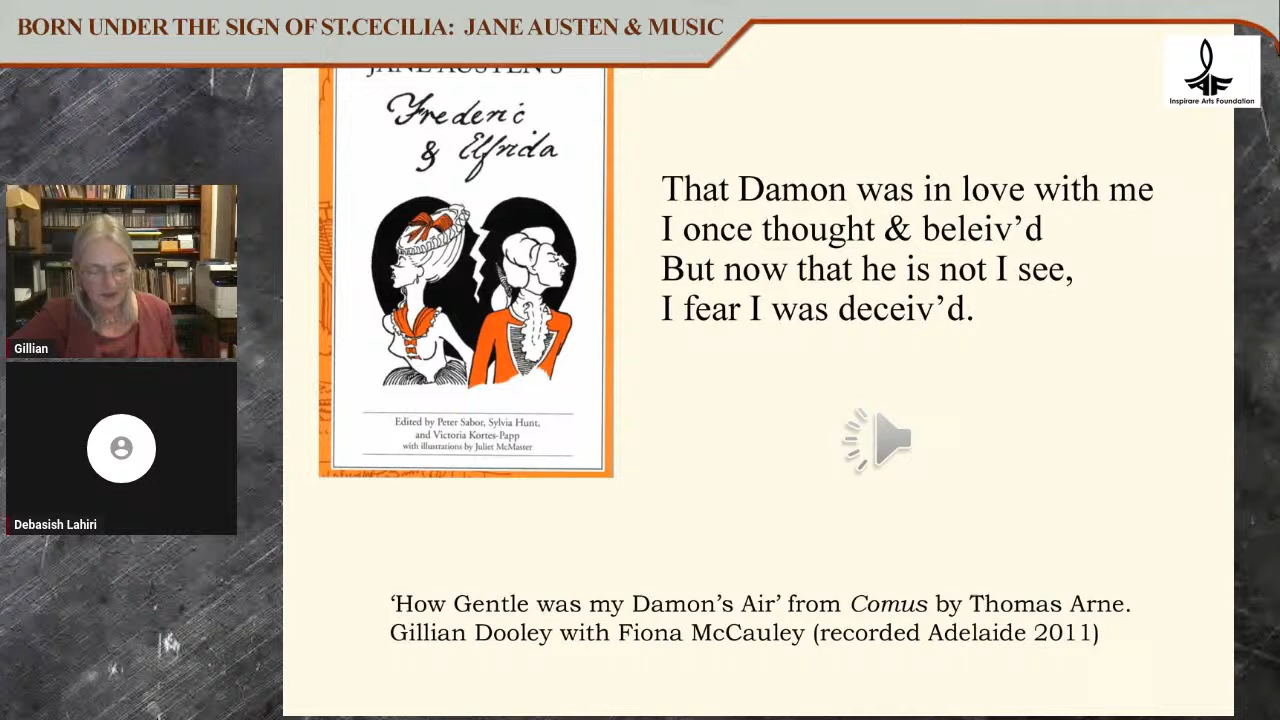 BORN UNDER THE SIGN OF ST.CECILIA: JANE AUSTEN & MUSIC
Inspirare Arts Foundation
JANE AUSTEN'S
Frederic
& Elfrida
Edited by Peter Sabor, Sylvia Hunt,
and Victoria Kortes-Papp
with illustrations by Juliet McMaster
That Damon was in love with me
I once thought & beleiv’d
But now that he is not I see,
I fear I was deceiv’d.
Gillian
Debasish Lahiri
‘How Gentle was my Damon’s Air’ from Comus by Thomas Arne.
Gillian Dooley with Fiona McCauley (recorded Adelaide 2011)